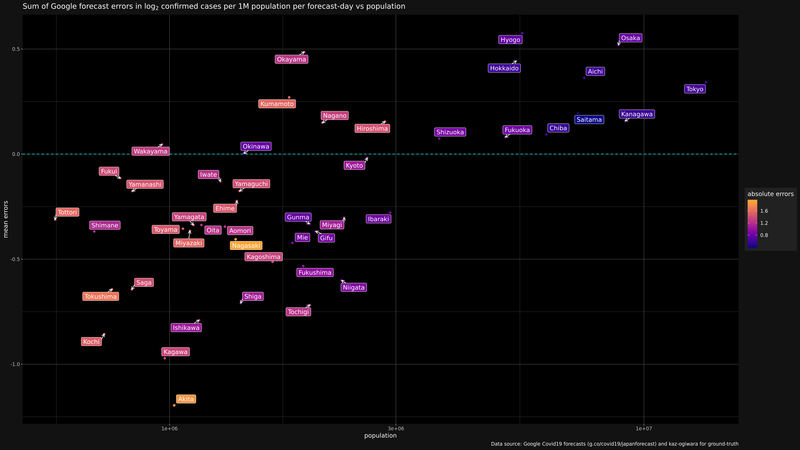 Sum of Google forecast errors in log₂ confirmed cases per 1M population per forecast-day vs population
Hyogo
Osaka
Okayama
Hokkaido
Aichi
Tokyo
Kumamoto
Nagano
Hiroshima
Shizuoka
Fukuoka
Chiba
Saitama
Kanagawa
Wakayama
Okinawa
Kyoto
Fukui
Yamanashi
Iwate
Yamaguchi
Tottori
Shimane
Ehime
Yamagata
Toyama
Oita
Aomori
Miyazaki
Nagasaki
Gunma
Miyagi
Ibaraki
Mie
Gifu
Kagoshima
Fukushima
Niigata
Saga
Tokushima
Shiga
Tochigi
Ishikawa
Kochi
Kagawa
Akita
0.5
0.0
-0.5
-1.0
mean errors
1e+06
3e+06
1e+07
population
absolute errors
1.6
1.2
0.8
Data source: Google Covid19 forecasts (g.co/covid19/japanforecast) and kaz-ogiwara for ground-truth